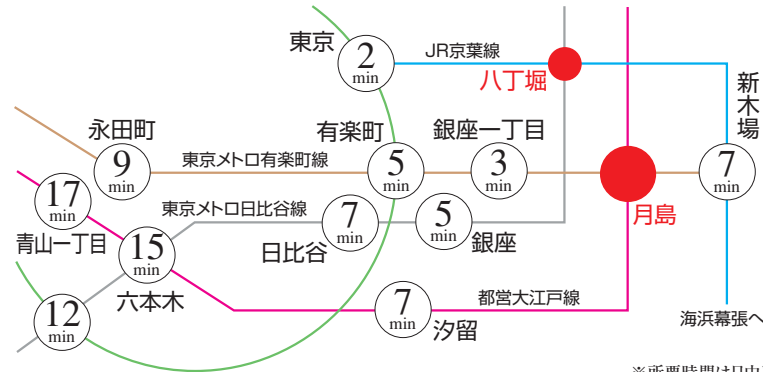 東京
2
min
JR京葉線
八丁堀
新木場
永田町
有楽町
銀座一丁目
9
min
東京メトロ有楽町線
5
min
3
min
7
min
月島
17
min
青山一丁目
東京メトロ日比谷線
7
min
日比谷
5
min
銀座
15
min
六本木
12
min
7
min
汐留
都営大江戸線
海浜幕張へ